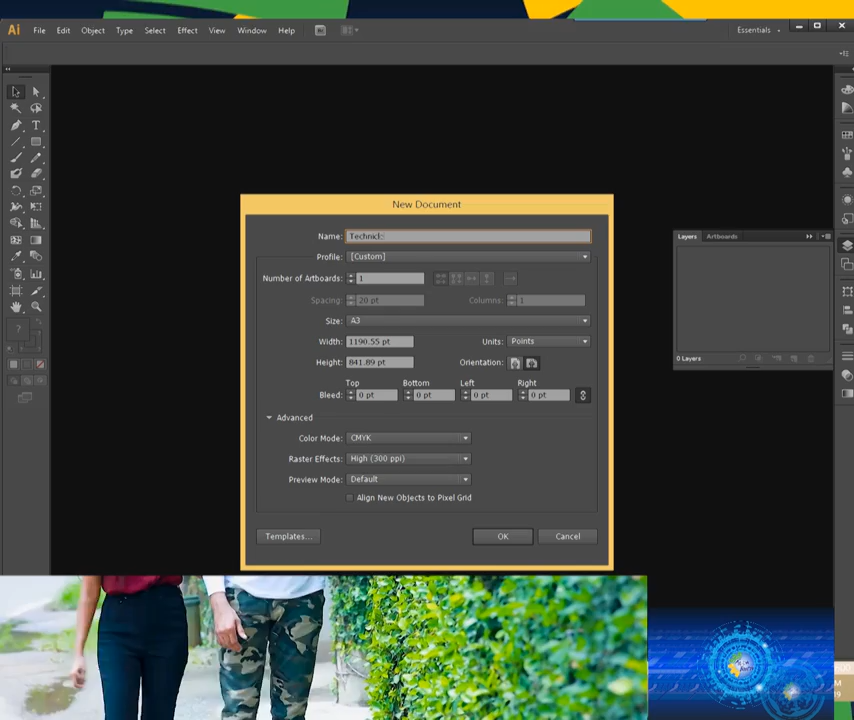 Ai File Edit Object Type Select Effect View Window Help Br Essentials
New Document
Name:
Profile: [Custom]
Number of Artboards: 1
Spacing: 20 pt Columns: 1
Size: A3
Width: 1190.55 pt Units: Points
Height: 841.89 pt Orientation:
Top Bottom Left Right
Bleed: 0 pt 0 pt 0 pt 0 pt
Advanced
Color Mode: CMYK
Raster Effects: High (300 ppi)
Preview Mode: Default
Align New Objects to Pixel Grid
Templates... OK Cancel
Layers Artboards
0 Layers